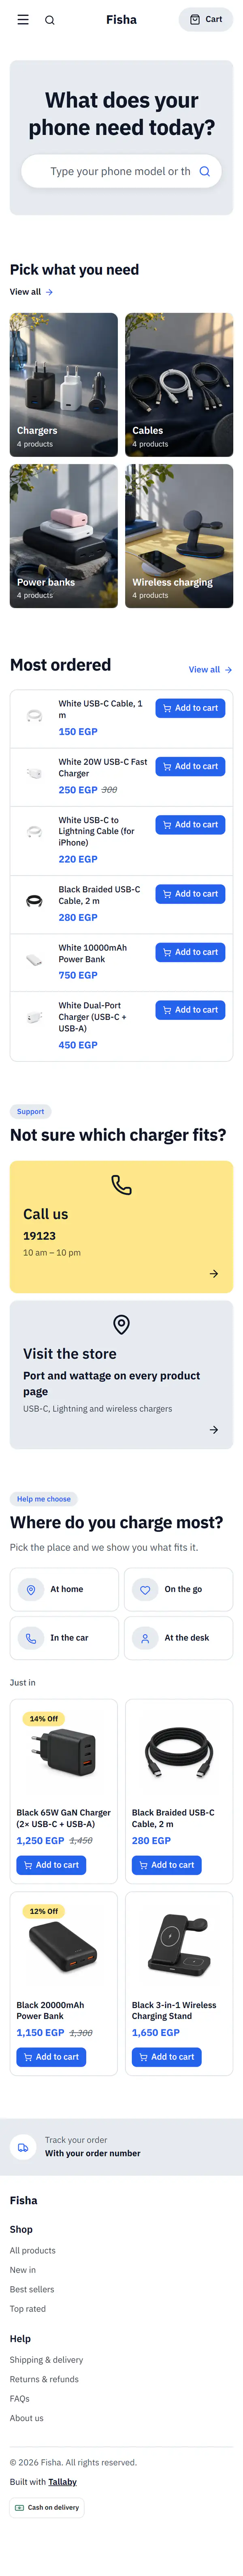 Fisha
Cart
What does your
phone need today?
Type your phone model or th
Pick what you need
View all
Chargers
4 products
Cables
4 products
Power banks
4 products
Wireless charging
4 products
Most ordered
View all
White USB-C Cable, 1
m
150 EGP
Add to cart
White 20W USB-C Fast
Charger
250 EGP 300
Add to cart
White USB-C to
Lightning Cable (for
iPhone)
220 EGP
Add to cart
Black Braided USB-C
Cable, 2 m
280 EGP
Add to cart
White 10000mAh
Power Bank
750 EGP
Add to cart
White Dual-Port
Charger (USB-C +
USB-A)
450 EGP
Add to cart
Support
Not sure which charger fits?
Call us
19123
10 am – 10 pm
Visit the store
Port and wattage on every product
page
USB-C, Lightning and wireless chargers
Help me choose
Where do you charge most?
Pick the place and we show you what fits it.
At home
On the go
In the car
At the desk
Just in
14% Off
Black 65W GaN Charger
(2× USB-C + USB-A)
1,250 EGP 1,450
Add to cart
Black Braided USB-C
Cable, 2 m
280 EGP
Add to cart
12% Off
Black 20000mAh
Power Bank
1,150 EGP 1,300
Add to cart
Black 3-in-1 Wireless
Charging Stand
1,650 EGP
Add to cart
Track your order
With your order number
Fisha
Shop
All products
New in
Best sellers
Top rated
Help
Shipping & delivery
Returns & refunds
FAQs
About us
© 2026 Fisha. All rights reserved.
Built with Tallaby
Cash on delivery